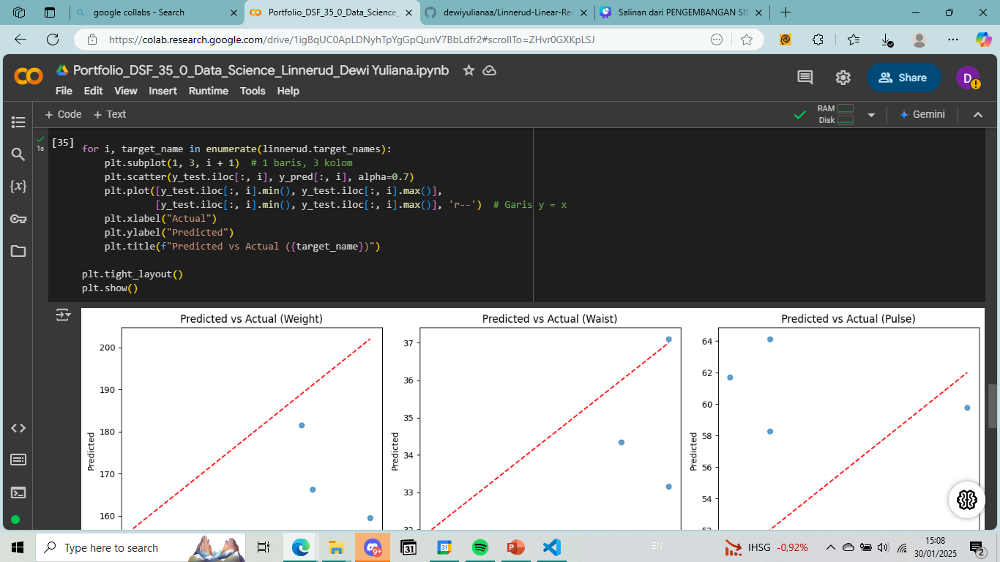 google collabs - Search
Portfolio_DSF_35_0_Data_Science_
dewiyulianaa/Linnerud-Linear-Re
Salinan dari PENGEMBANGAN SIS
https://colab.research.google.com/drive/1igBqUC0ApLDNyhTpYgGpQunV7BbLdfr2#scrollTo=ZHvr0GXKpLSJ
Portfolio_DSF_35_0_Data_Science_Linnerud_Dewi Yuliana.ipynb
Share
D
File Edit View Insert Runtime Tools Help
+ Code + Text
RAM
Disk
Gemini
[35]
1s
for i, target_name in enumerate(linnerud.target_names):
    plt.subplot(1, 3, i + 1)  # 1 baris, 3 kolom
    plt.scatter(y_test.iloc[:, i], y_pred[:, i], alpha=0.7)
    plt.plot([y_test.iloc[:, i].min(), y_test.iloc[:, i].max()],
             [y_test.iloc[:, i].min(), y_test.iloc[:, i].max()], 'r--')  # Garis y = x
    plt.xlabel("Actual")
    plt.ylabel("Predicted")
    plt.title(f"Predicted vs Actual ({target_name})")
plt.tight_layout()
plt.show()
{x}
Predicted vs Actual (Weight)
200
190
180
170
160
Predicted
Predicted vs Actual (Waist)
37
36
35
34
33
32
Predicted
Predicted vs Actual (Pulse)
64
62
60
58
56
54
52
Predicted
Type here to search
9+
31
31
EN
IHSG -0,92%
15:08
30/01/2025
2